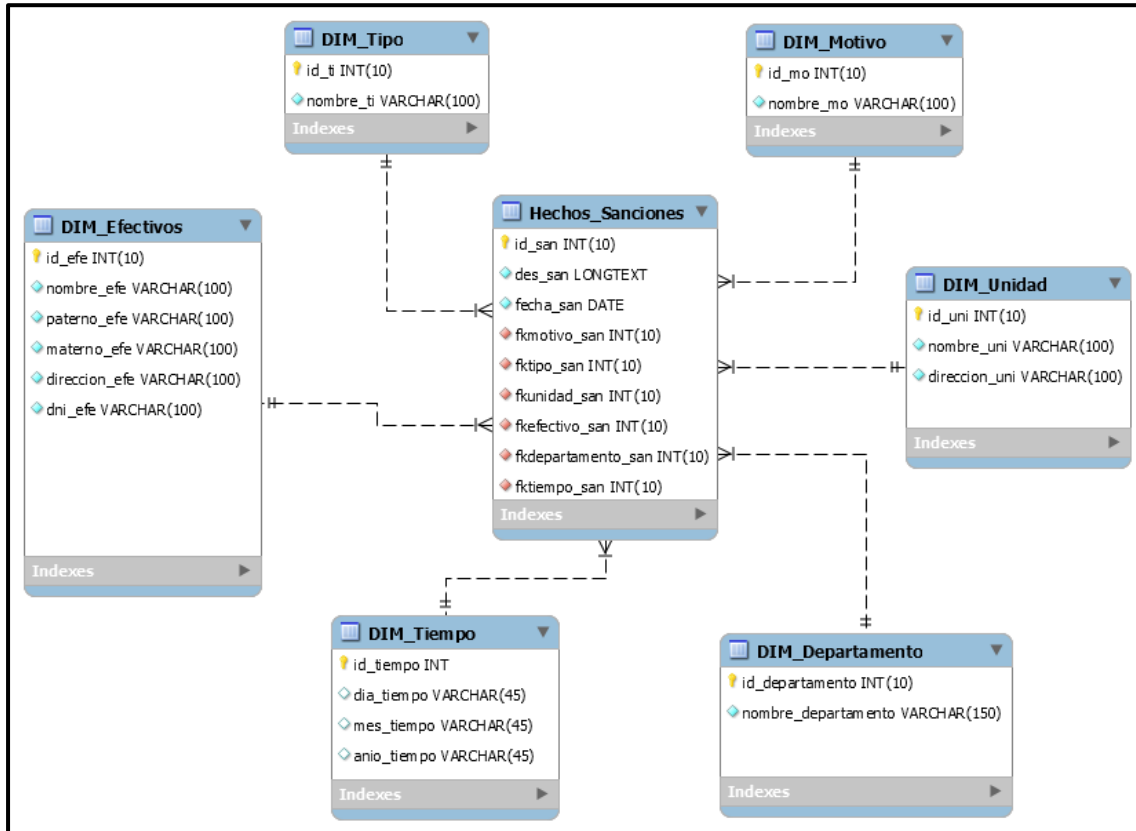 DIM_Tipo
id_ti INT(10)
nombre_ti VARCHAR(100)
Indexes
DIM_Motivo
id_mo INT(10)
nombre_mo VARCHAR(100)
Indexes
DIM_Efectivos
id_efe INT(10)
nombre_efe VARCHAR(100)
paterno_efe VARCHAR(100)
materno_efe VARCHAR(100)
direccion_efe VARCHAR(100)
dni_efe VARCHAR(100)
Indexes
Hechos_Sanciones
id_san INT(10)
des_san LONGTEXT
fecha_san DATE
fkmotivo_san INT(10)
fktipo_san INT(10)
fkunidad_san INT(10)
fkefectivo_san INT(10)
fkdepartamento_san INT(10)
fktiempo_san INT(10)
Indexes
DIM_Unidad
id_uni INT(10)
nombre_uni VARCHAR(100)
direccion_uni VARCHAR(100)
Indexes
DIM_Tiempo
id_tiempo INT
dia_tiempo VARCHAR(45)
mes_tiempo VARCHAR(45)
anio_tiempo VARCHAR(45)
Indexes
DIM_Departamento
id_departamento INT(10)
nombre_departamento VARCHAR(150)
Indexes